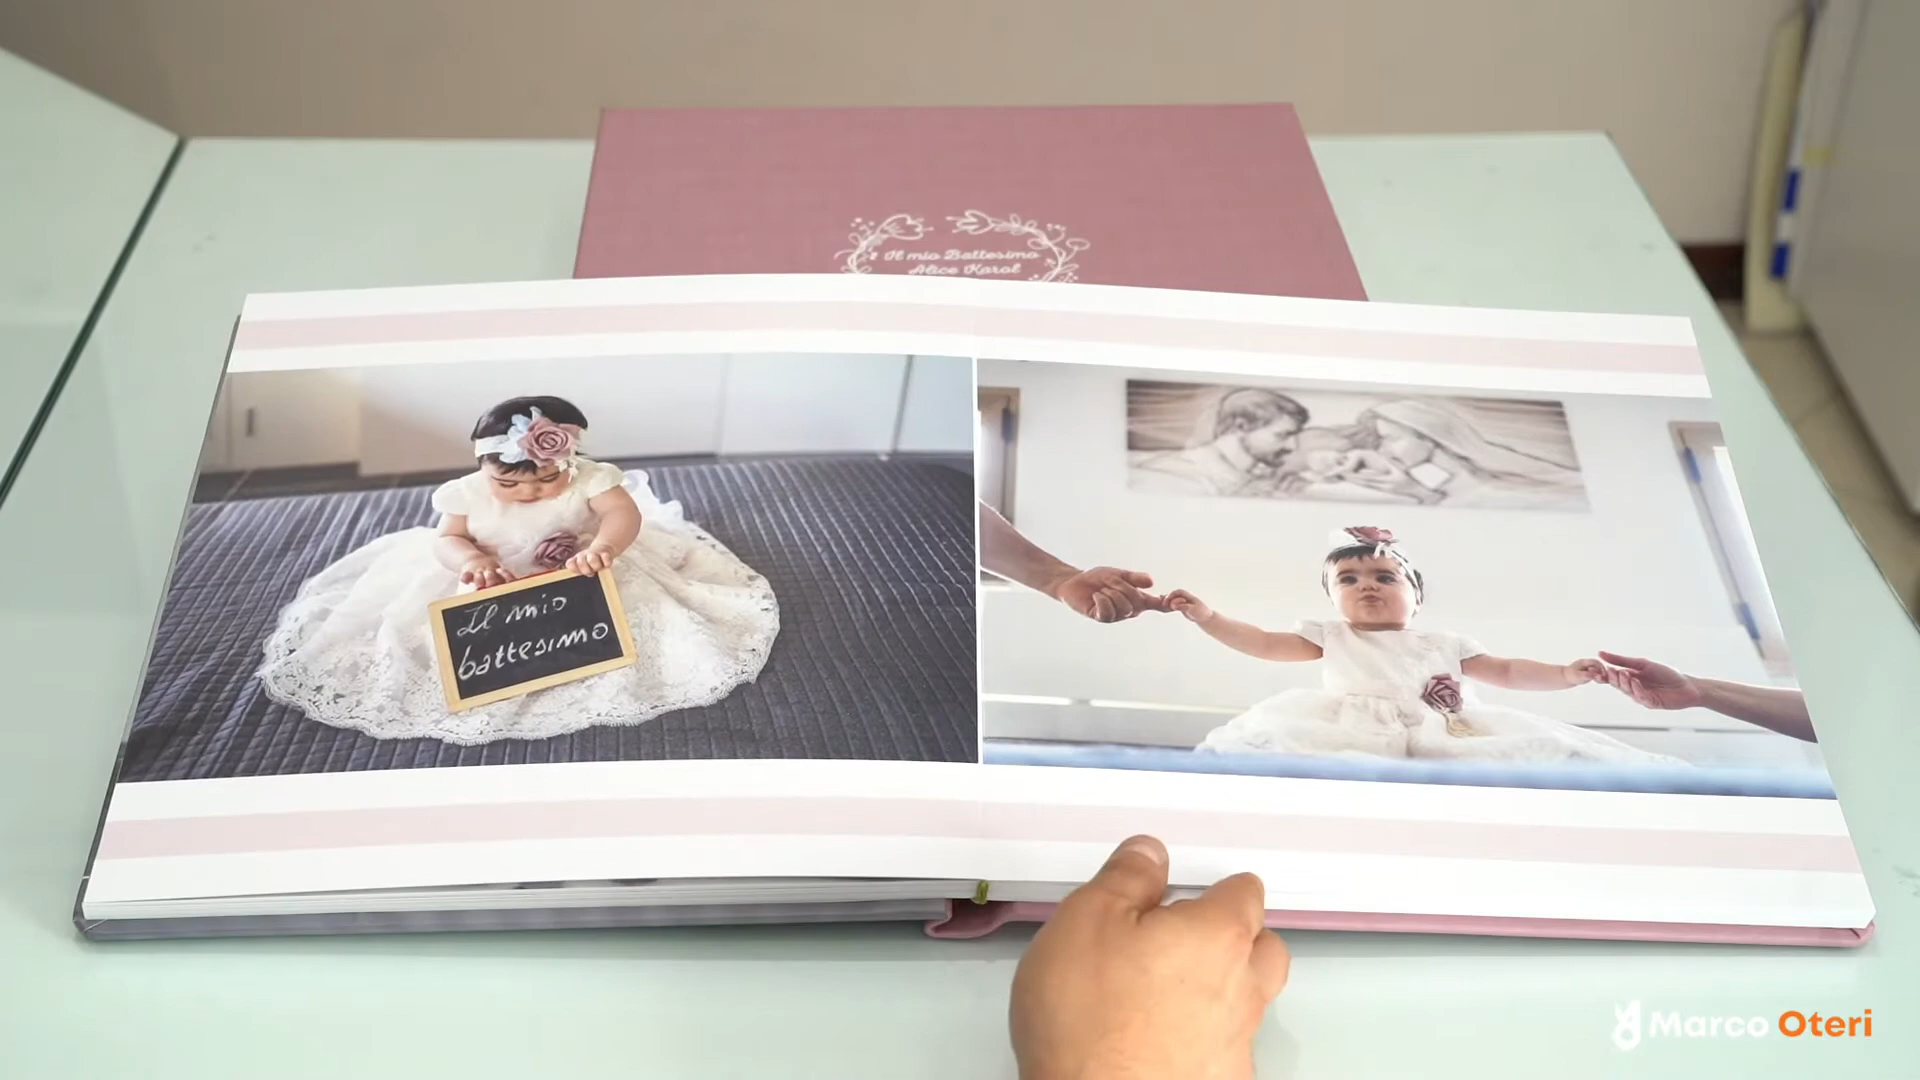 Il mio Battesimo
Alice Karol
Il mio
battesimo
Marco Oteri